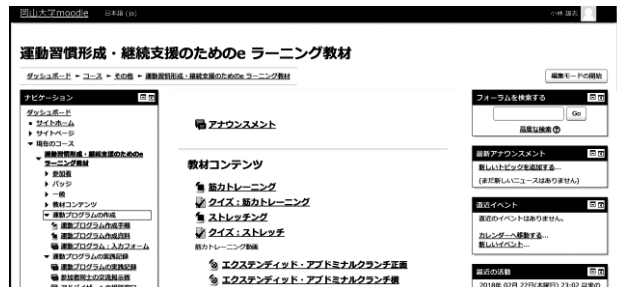 岡山大学moodle 日本語 (ja)
運動習慣形成・継続支援のためのe ラーニング教材
ダッシュボード ► コース ► その他 ► 運動習慣形成・継続支援のためのe ラーニング教材
編集モードの開始
ナビゲーション
ダッシュボード
サイトホーム
サイトページ
現在のコース
運動習慣形成・継続支援のためのe
ラーニング教材
参加者
バッジ
一般
教材コンテンツ
運動プログラムの作成
運動プログラム作成手順
運動プログラム作成資料
運動プログラム：入力フォーム
運動プログラムの実践記録
運動プログラムの実践記録
参加者同士の交流掲示板
アナウンスメント
教材コンテンツ
筋力トレーニング
クイズ：筋力トレーニング
ストレッチング
クイズ：ストレッチ
筋力トレーニング動画
エクステンディッド・アブドミナルクランチ正面
エクステンディッド・アブドミナルクランチ横
フォーラムを検索する
Go
高度な検索
最新アナウンスメント
新しいトピックを追加する...
(まだ新しいニュースはありません)
直近イベント
直近のイベントはありません。
カレンダーへ移動する...
新しいイベント...
最近の活動
2018年 02月 22日(木曜日) 23:02 以来の